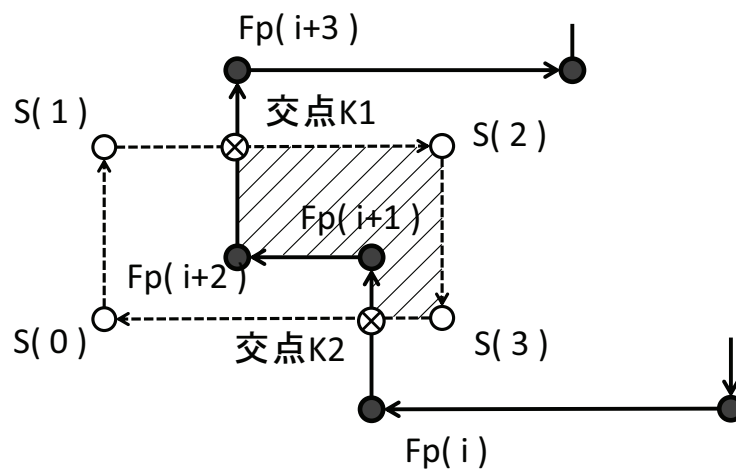 Fp( i+3 )
S( 1 )
交点K1
S( 2 )
Fp( i+1 )
Fp( i+2 )
S( 0 )
交点K2
S( 3 )
Fp( i )